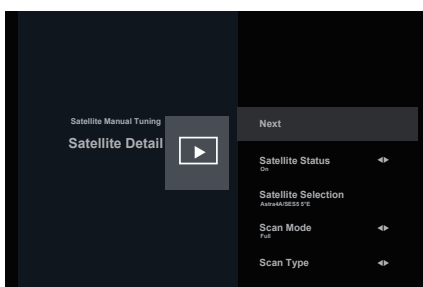 Satellite Manual Tuning
Satellite Detail
Next
Satellite Status
On
Satellite Selection
Astra4A/SES5 5°E
Scan Mode
Full
Scan Type